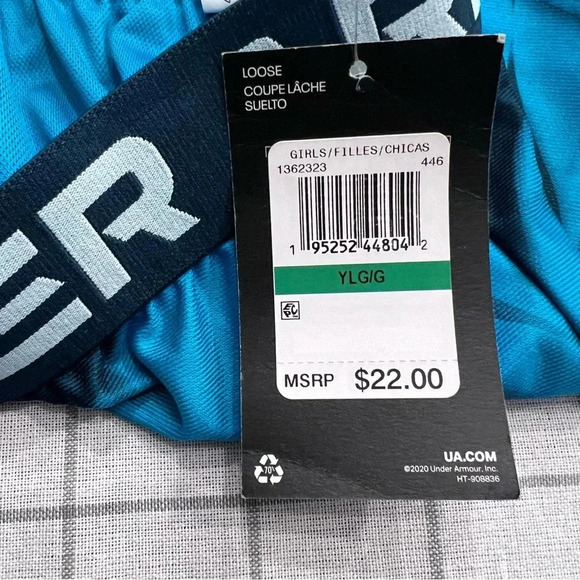 ER
LOOSE
COUPE LÂCHE
SUELTO
GIRLS/FILLES/CHICAS
1362323 446
1 95252 44804 2
YLG/G
MSRP $22.00
70%
UA.COM
©2020 Under Armour, Inc.
HT-908836